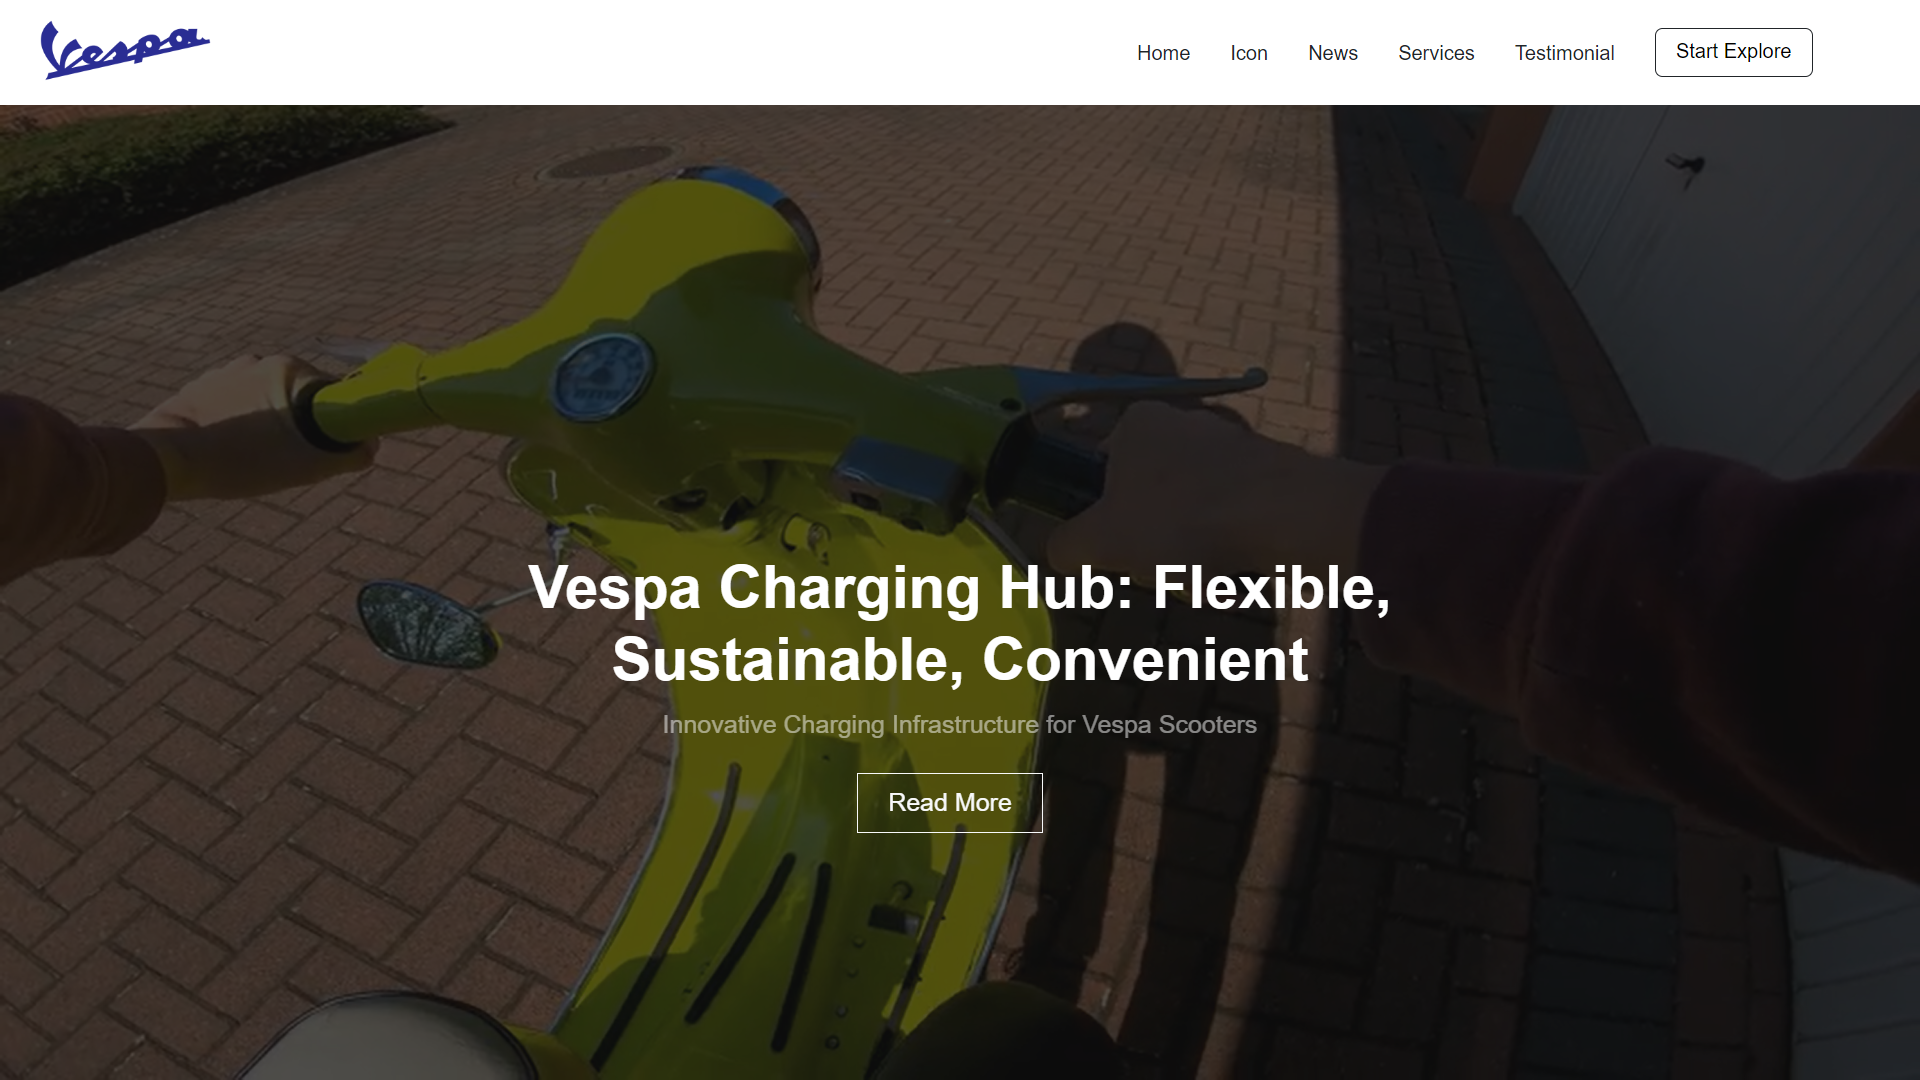 Vespa
Home
Icon
News
Services
Testimonial
Start Explore
Vespa Charging Hub: Flexible,
Sustainable, Convenient
Innovative Charging Infrastructure for Vespa Scooters
Read More